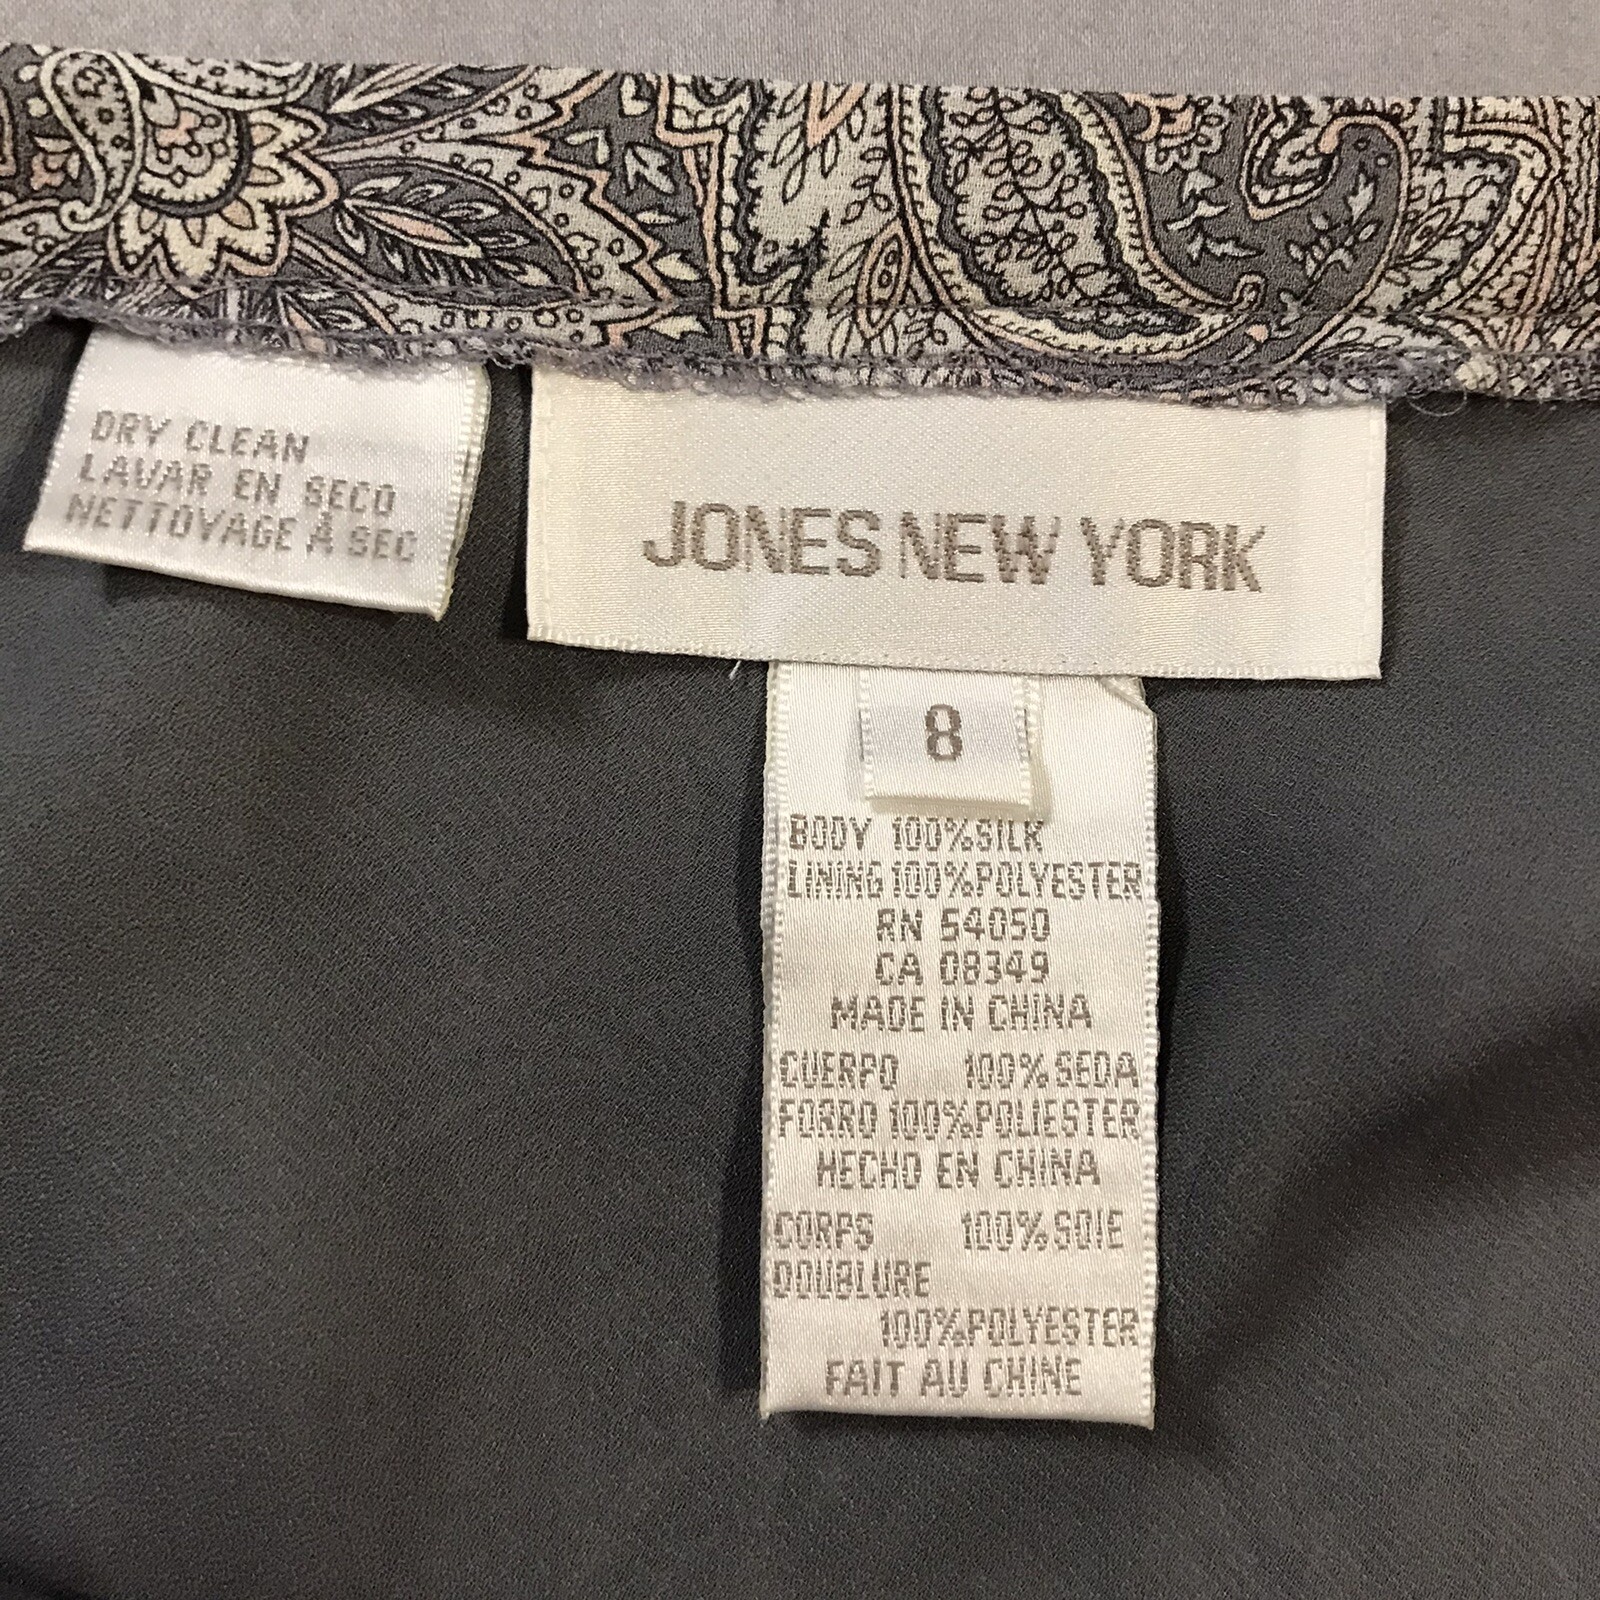 DRY CLEAN
LAVAR EN SECO
NETTOYAGE À SEC
JONES NEW YORK
8
BODY 100%SILK
LINING 100%POLYESTER
RN 54050
CA 08349
MADE IN CHINA
CUERPO 100%SEDA
FORRO 100%POLIESTER
HECHO EN CHINA
CORPS 100%SOIE
DOUBLURE
100%POLYESTER
FAIT AU CHINE